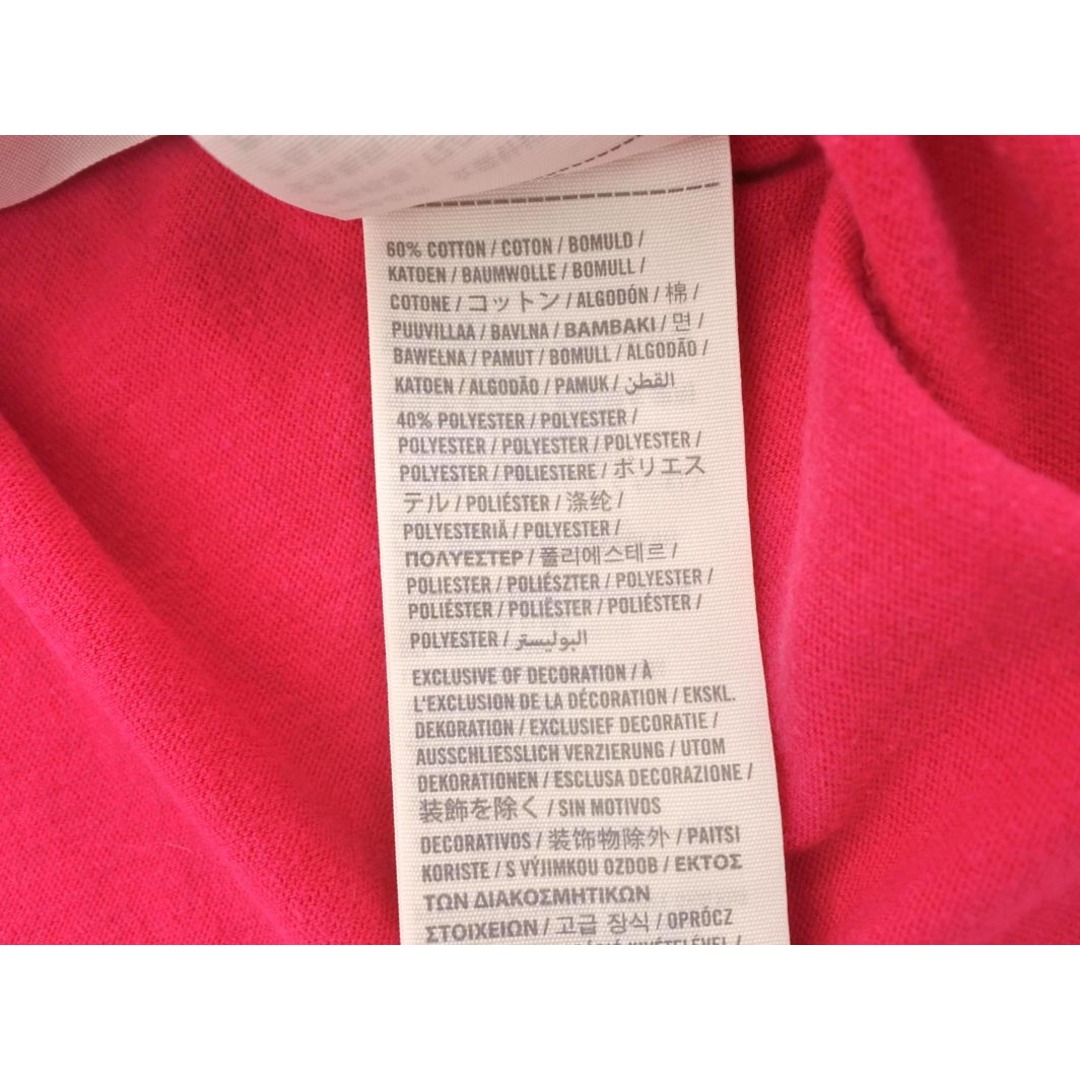 60% COTTON / COTON / BOMULD /
KATOEN / BAUMWOLLE / BOMULL /
COTONE / コットン / ALGODÓN / 棉 /
PUUVILLAA / BAVLNA / BAMBAKI / 면 /
BAWEŁNA / PAMUT / BOMULL / ALGODÃO /
KATOEN / ALGODÃO / PAMUK / القطن
40% POLYESTER / POLYESTER /
POLYESTER / POLYESTER / POLYESTER /
POLYESTER / POLIESTERE / ポリエス
テル / POLIÉSTER / 涤纶 /
POLYESTERIÄ / POLYESTER /
ΠΟΛΥΕΣΤΕΡ / 폴리에스테르 /
POLIESTER / POLIÉSZTER / POLYESTER /
POLIÉSTER / POLIËSTER / POLIÉSTER /
POLYESTER / البوليستر
EXCLUSIVE OF DECORATION / À
L'EXCLUSION DE LA DÉCORATION / EKSKL.
DEKORATION / EXCLUSIEF DECORATIE /
AUSSCHLIESSLICH VERZIERUNG / UTOM
DEKORATIONEN / ESCLUSA DECORAZIONE /
装飾を除く / SIN MOTIVOS
DECORATIVOS / 装饰物除外 / PAITSI
KORISTE / S VÝJIMKOU OZDOB / ΕΚΤΟΣ
ΤΩΝ ΔΙΑΚΟΣΜΗΤΙΚΩΝ
ΣΤΟΙΧΕΙΩΝ / 고급 장식 / OPRÓCZ